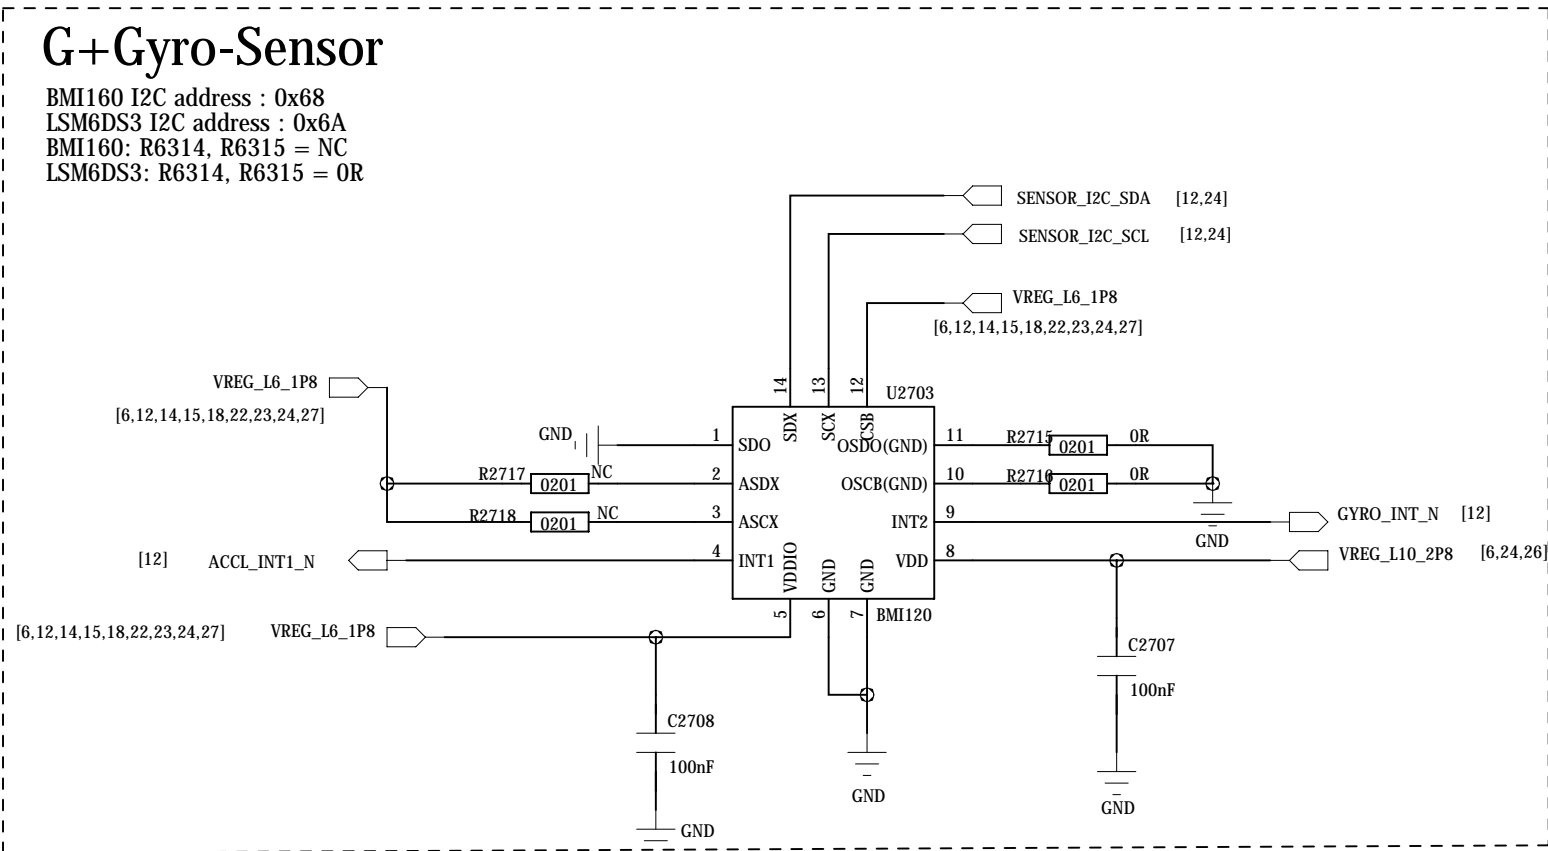 G+Gyro-Sensor
BMI160 I2C address : 0x68
LSM6DS3 I2C address : 0x6A
BMI160: R6314, R6315 = NC
LSM6DS3: R6314, R6315 = 0R
SENSOR_I2C_SDA [12,24]
SENSOR_I2C_SCL [12,24]
VREG_L6_1P8
[6,12,14,15,18,22,23,24,27]
VREG_L6_1P8
[6,12,14,15,18,22,23,24,27]
14 13 12 U2703
SDX SCX CSB
GND 1 SDO OSDO(GND) 11 R2715 0201 0R
R2717 0201 NC 2 ASDX OSCB(GND) 10 R2716 0201 0R
R2718 0201 NC 3 ASCX INT2 9 GYRO_INT_N [12]
GND
[12] ACCL_INT1_N 4 INT1 VDD 8 VREG_L10_2P8 [6,24,26]
VDDIO GND GND
5 6 7 BMI120
[6,12,14,15,18,22,23,24,27] VREG_L6_1P8
C2707
100nF
C2708
100nF
GND
GND
GND